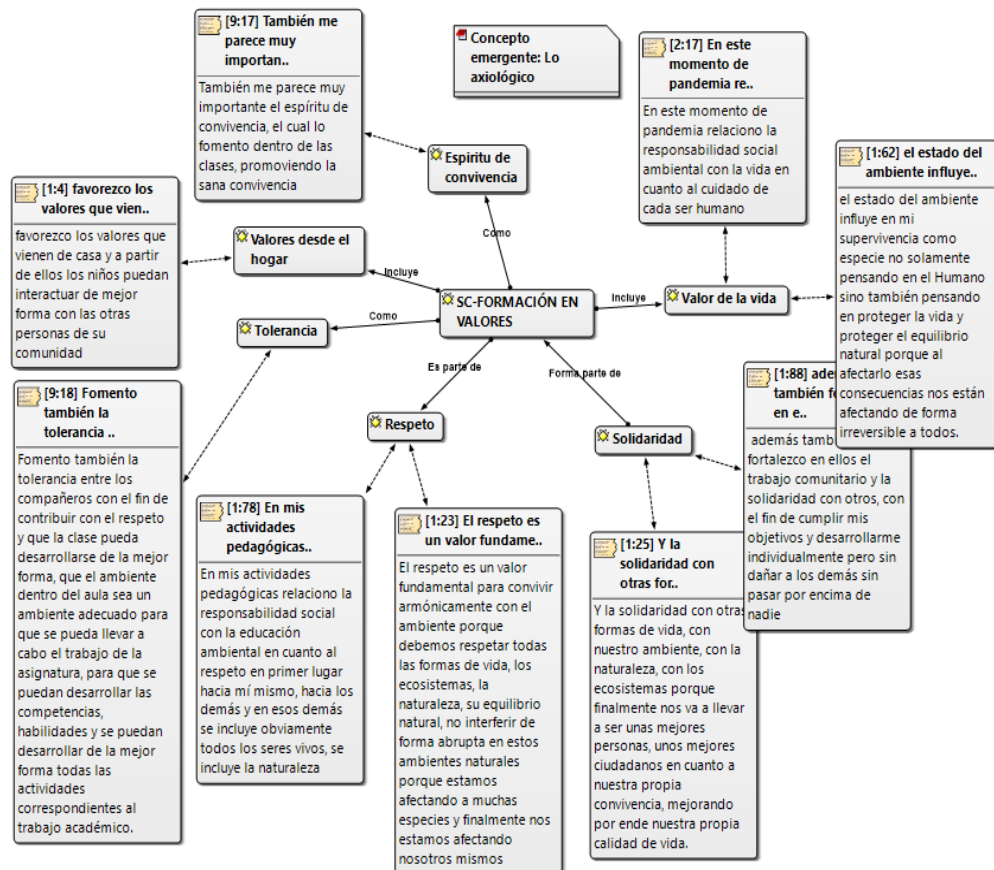 [9:17] También me
parece muy
importan..
También me parece muy
importante el espíritu de
convivencia, el cual lo
fomento dentro de las
clases, promoviendo la
sana convivencia
Concepto
emergente: Lo
axiológico
[2:17] En este
momento de
pandemia re..
En este momento de
pandemia relaciono la
responsabilidad social
ambiental con la vida en
cuanto al cuidado de
cada ser humano
[1:62] el estado del
ambiente influye..
el estado del ambiente
influye en mi
supervivencia como
especie no solamente
pensando en el Humano
sino también pensando
en proteger la vida y
proteger el equilibrio
natural porque al
afectarlo esas
consecuencias nos están
afectando de forma
irreversible a todos.
Espiritu de
convivencia
Como
[1:4] favorezco los
valores que vien..
favorezco los valores que
vienen de casa y a partir
de ellos los niños puedan
interactuar de mejor
forma con las otras
personas de su
comunidad
Valores desde el
hogar
Incluye
SC-FORMACIÓN EN
VALORES
Incluye
Valor de la vida
Tolerancia
Como
Es parte de
Forma parte de
Respeto
Solidaridad
[9:18] Fomento
también la
tolerancia ..
Fomento también la
tolerancia entre los
compañeros con el fin de
contribuir con el respeto
y que la clase pueda
desarrollarse de la mejor
forma, que el ambiente
dentro del aula sea un
ambiente adecuado para
que se pueda llevar a
cabo el trabajo de la
asignatura, para que se
puedan desarrollar las
competencias,
habilidades y se puedan
desarrollar de la mejor
forma todas las
actividades
correspondientes al
trabajo académico.
[1:78] En mis
actividades
pedagógicas..
En mis actividades
pedagógicas relaciono la
responsabilidad social
con la educación
ambiental en cuanto al
respeto en primer lugar
hacia mí mismo, hacia los
demás y en esos demás
se incluye obviamente
todos los seres vivos, se
incluye la naturaleza
[1:23] El respeto es
un valor fundame..
El respeto es un valor
fundamental para convivir
armónicamente con el
ambiente porque
debemos respetar todas
las formas de vida, los
ecosistemas, la
naturaleza, su equilibrio
natural, no interferir de
forma abrupta en estos
ambientes naturales
porque estamos
afectando a muchas
especies y finalmente nos
estamos afectando
nosotros mismos
[1:25] Y la
solidaridad con
otras for..
Y la solidaridad con otras
formas de vida, con
nuestro ambiente, con la
naturaleza, con los
ecosistemas porque
finalmente nos va a llevar
a ser unas mejores
personas, unos mejores
ciudadanos en cuanto a
nuestra propia
convivencia, mejorando
por ende nuestra propia
calidad de vida.
[1:88]
también
en e..
además
fortalezco en ellos el
trabajo comunitario y la
solidaridad con otros, con
el fin de cumplir mis
objetivos y desarrollarme
individualmente pero sin
dañar a los demás sin
pasar por encima de
nadie